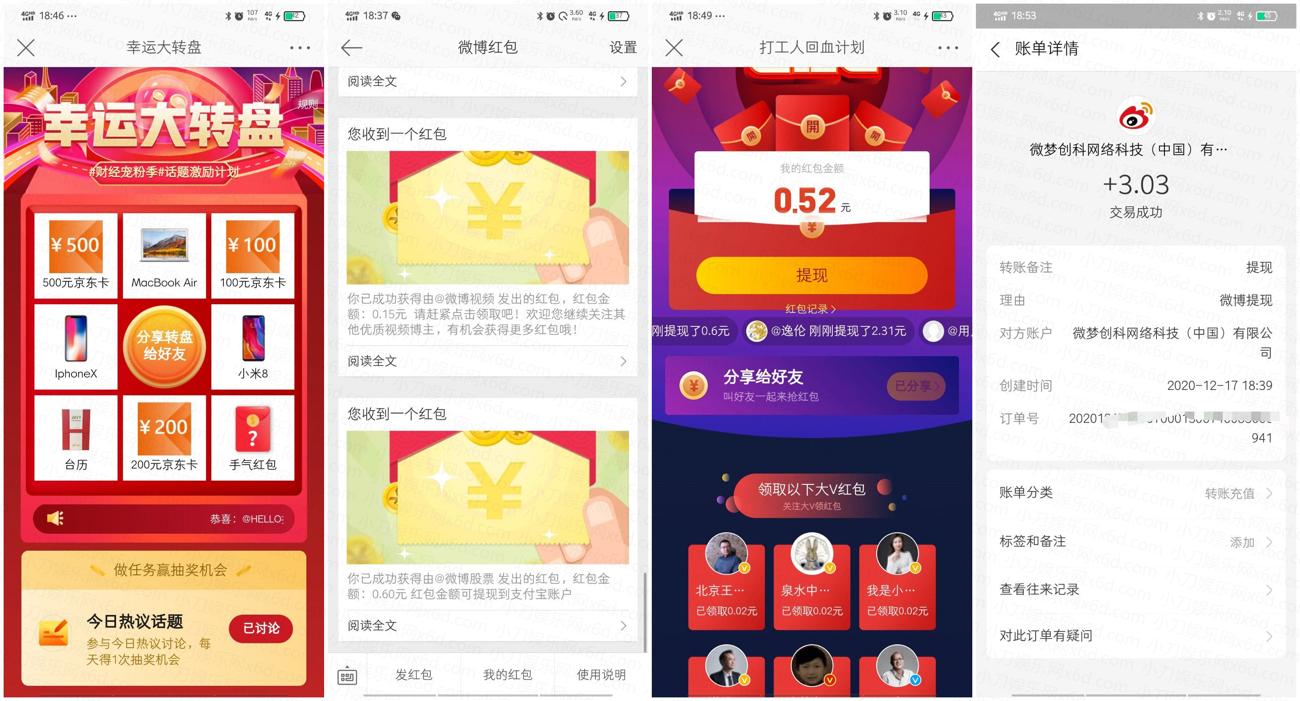 18:46 ···
幸运大转盘
规则
幸运大转盘
#财经宠粉季#话题激励计划
¥500
500元京东卡
MacBook Air
¥100
100元京东卡
IphoneX
分享转盘
给好友
小米8
台历
¥200
200元京东卡
?
手气红包
恭喜：@HELLO
做任务赢抽奖机会
今日热议话题
参与今日热议讨论，每
天得1次抽奖机会
已讨论
18:37
微博红包
设置
阅读全文
您收到一个红包
¥
你已成功获得由@微博视频 发出的红包，红包金
额：0.15元 请赶紧点击领取吧！欢迎您继续关注其
他优质视频博主，有机会获得更多红包哦！
阅读全文
您收到一个红包
¥
你已成功获得由@微博股票 发出的红包，红包金
额：0.60元 红包金额可提现到支付宝账户
阅读全文
发红包
我的红包
使用说明
18:49 ···
打工人回血计划
開
開
開
我的红包金额
0.52 元
¥
提现
红包记录
刚提现了0.6元
@逸伦 刚刚提现了2.31元
@用
¥
分享给好友
叫好友一起来抢红包
已分享
领取以下大V红包
关注大V领红包
北京王···
已领取0.02元
泉水中···
已领取0.02元
我是小···
已领取0.02元
18:53
账单详情
微梦创科网络科技（中国）有···
+3.03
交易成功
转账备注
提现
理由
微博提现
对方账户
微梦创科网络科技（中国）有限公
司
创建时间
2020-12-17 18:39
订单号
941
账单分类
转账充值
标签和备注
添加
查看往来记录
对此订单有疑问